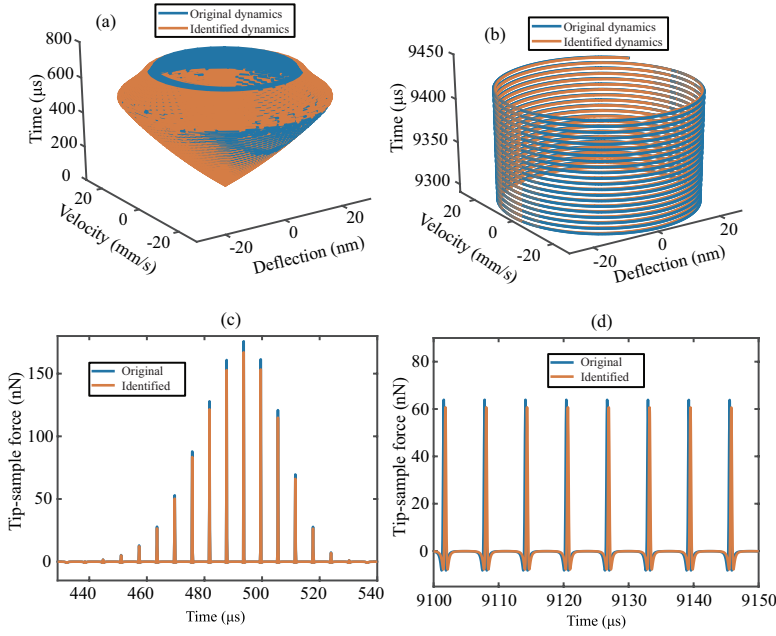 (a)
Original dynamics
Identified dynamics
800
600
400
200
0
Time (µs)
20
0
-20
Velocity (mm/s)
-20
0
20
Deflection (nm)
(b)
Original dynamics
Identified dynamics
9450
9400
9350
9300
Time (µs)
20
0
-20
Velocity (mm/s)
-20
0
20
Deflection (nm)
(c)
Original
Identified
150
100
50
0
Tip-sample force (nN)
440 460 480 500 520 540
Time (µs)
(d)
Original
Identified
80
60
40
20
0
Tip-sample force (nN)
9100 9110 9120 9130 9140 9150
Time (µs)